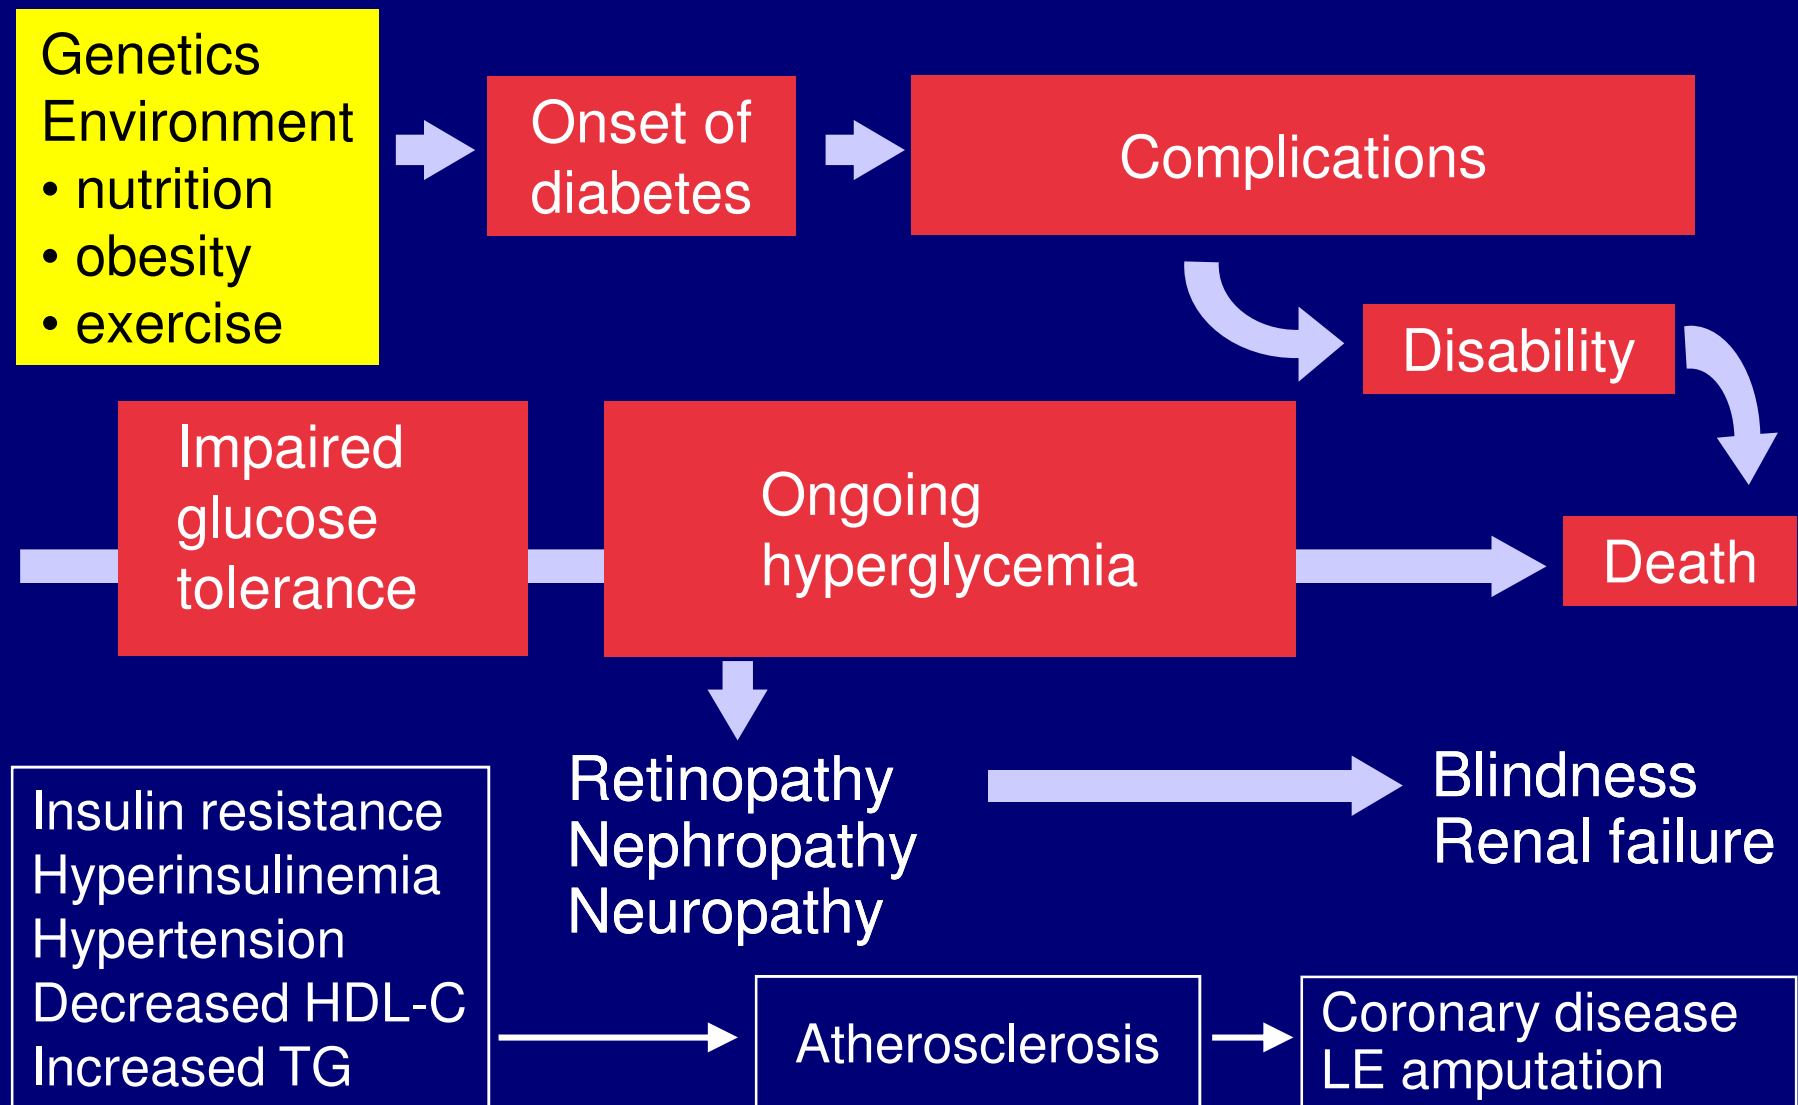 Genetics
Environment
• nutrition
• obesity
• exercise
Onset of
diabetes
Complications
Disability
Impaired
glucose
tolerance
Ongoing
hyperglycemia
Death
Retinopathy
Nephropathy
Neuropathy
Blindness
Renal failure
Insulin resistance
Hyperinsulinemia
Hypertension
Decreased HDL-C
Increased TG
Atherosclerosis
Coronary disease
LE amputation